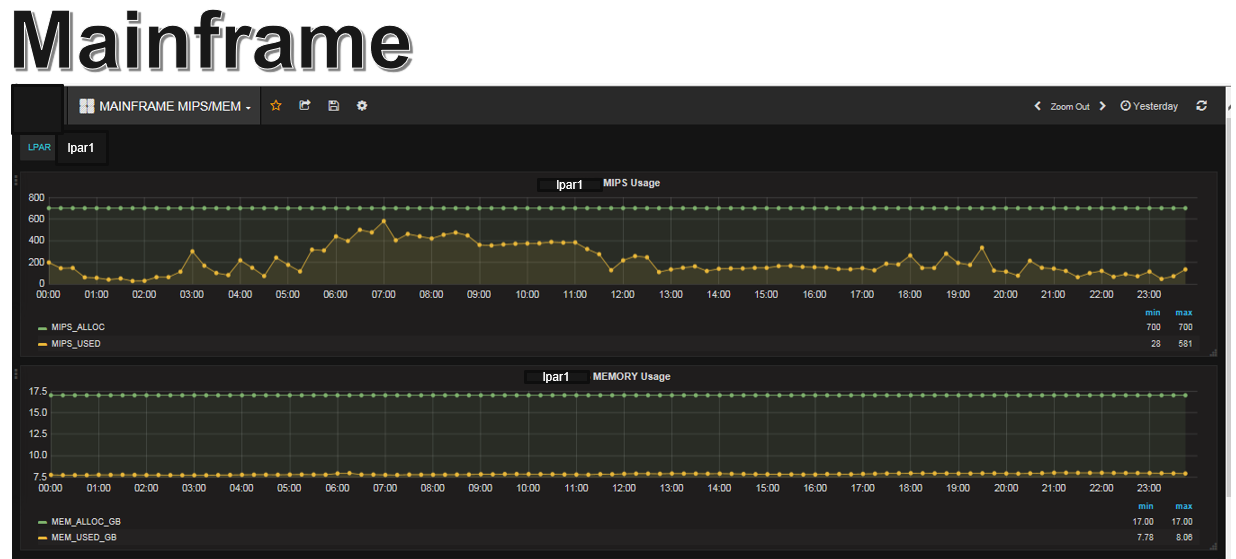 Mainframe
MAINFRAME MIPS/MEM
Zoom Out
Yesterday
LPAR lpar1
lpar1 MIPS Usage
800
600
400
200
0
00:00 01:00 02:00 03:00 04:00 05:00 06:00 07:00 08:00 09:00 10:00 11:00 12:00 13:00 14:00 15:00 16:00 17:00 18:00 19:00 20:00 21:00 22:00 23:00
min max
MIPS_ALLOC 700 700
MIPS_USED 28 581
lpar1 MEMORY Usage
17.5
15.0
12.5
10.0
7.5
00:00 01:00 02:00 03:00 04:00 05:00 06:00 07:00 08:00 09:00 10:00 11:00 12:00 13:00 14:00 15:00 16:00 17:00 18:00 19:00 20:00 21:00 22:00 23:00
min max
MEM_ALLOC_GB 17.00 17.00
MEM_USED_GB 7.78 8.06